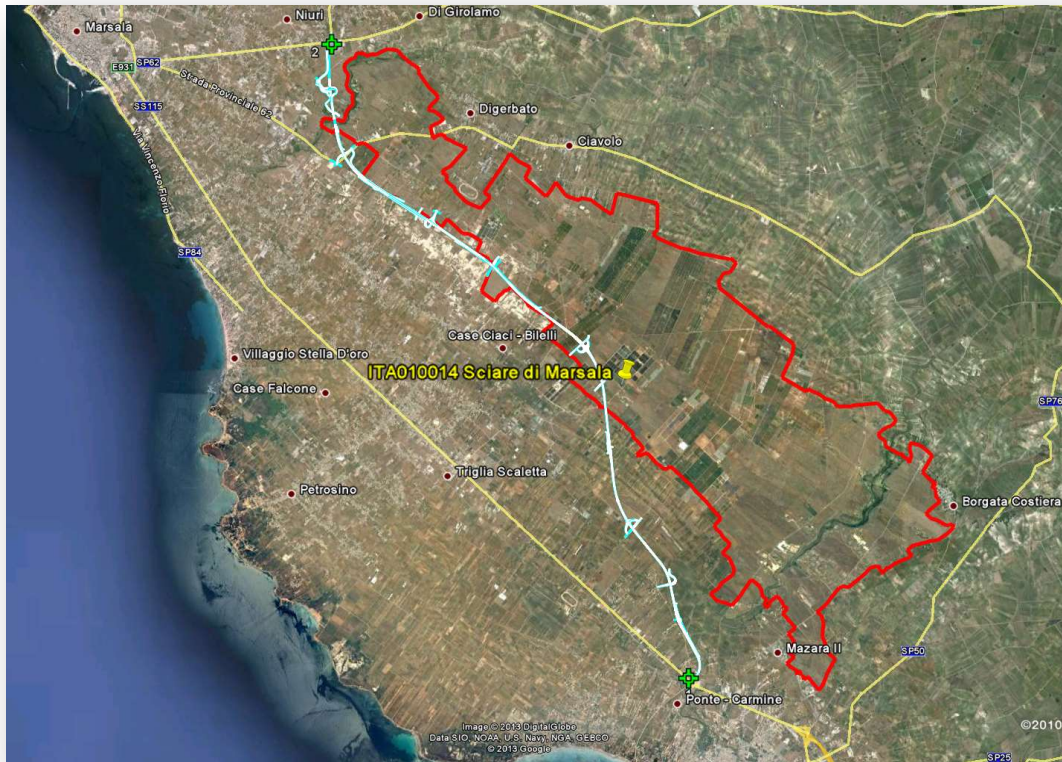 Di Girolamo
Niuri
Marsala
2
SP62
E931
Strada Provinciale 62
SS115
Digerbato
Ciavolo
Via Vincenzo Florio
SP84
Case Ciaci - Bilelli
Villaggio Stella D'oro
ITA010014 Sciare di Marsala
Case Falcone
SP76
Triglia Scaletta
Petrosino
Borgata Costiera
Mazara II
SP50
Ponte - Carmine
Image © 2013 DigitalGlobe
Data SIO, NOAA, U.S. Navy, NGA, GEBCO
© 2013 Google
©2010
SP25